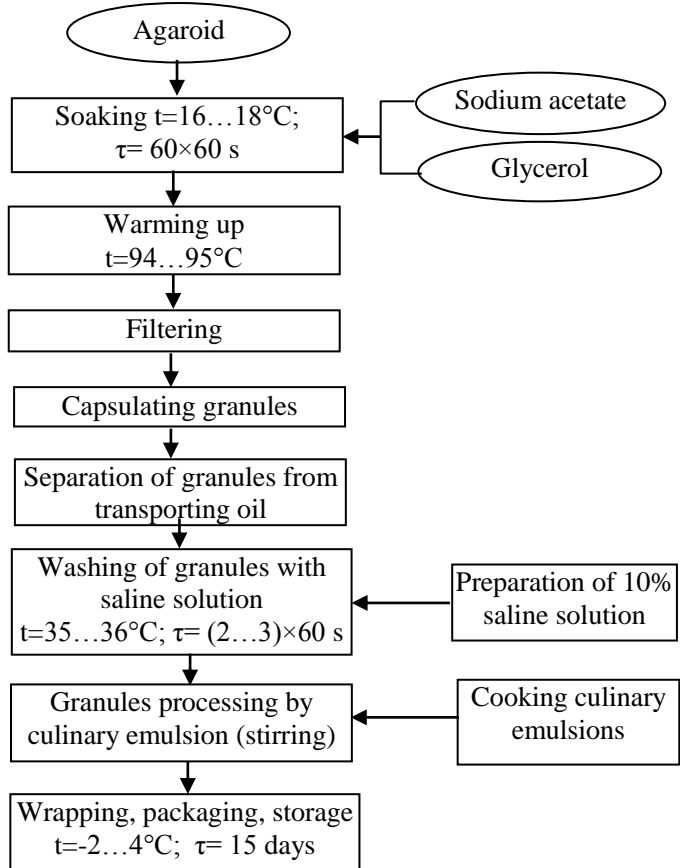 Agaroid
Soaking t=16…18°C;
τ= 60×60 s
Sodium acetate
Glycerol
Warming up
t=94…95°C
Filtering
Capsulating granules
Separation of granules from
transporting oil
Washing of granules with
saline solution
t=35…36°C; τ= (2…3)×60 s
Preparation of 10%
saline solution
Granules processing by
culinary emulsion (stirring)
Cooking culinary
emulsions
Wrapping, packaging, storage
t=-2…4°C; τ= 15 days